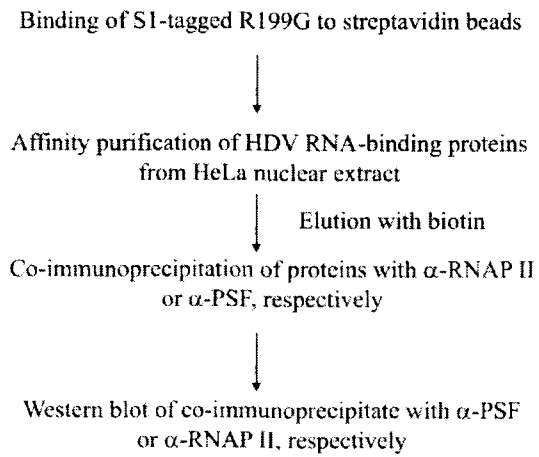 Binding of S1-tagged R199G to streptavidin beads
Affinity purification of HDV RNA-binding proteins
from HeLa nuclear extract
Elution with biotin
Co-immunoprecipitation of proteins with α-RNAP II
or α-PSF, respectively
Western blot of co-immunoprecipitate with α-PSF
or α-RNAP II, respectively